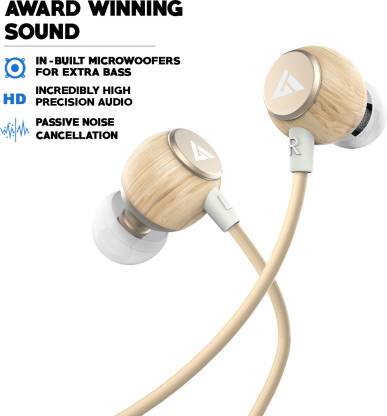 AWARD WINNING
SOUND
IN-BUILT MICROWOOFERS
FOR EXTRA BASS
HD INCREDIBLY HIGH
PRECISION AUDIO
PASSIVE NOISE
CANCELLATION
R
L